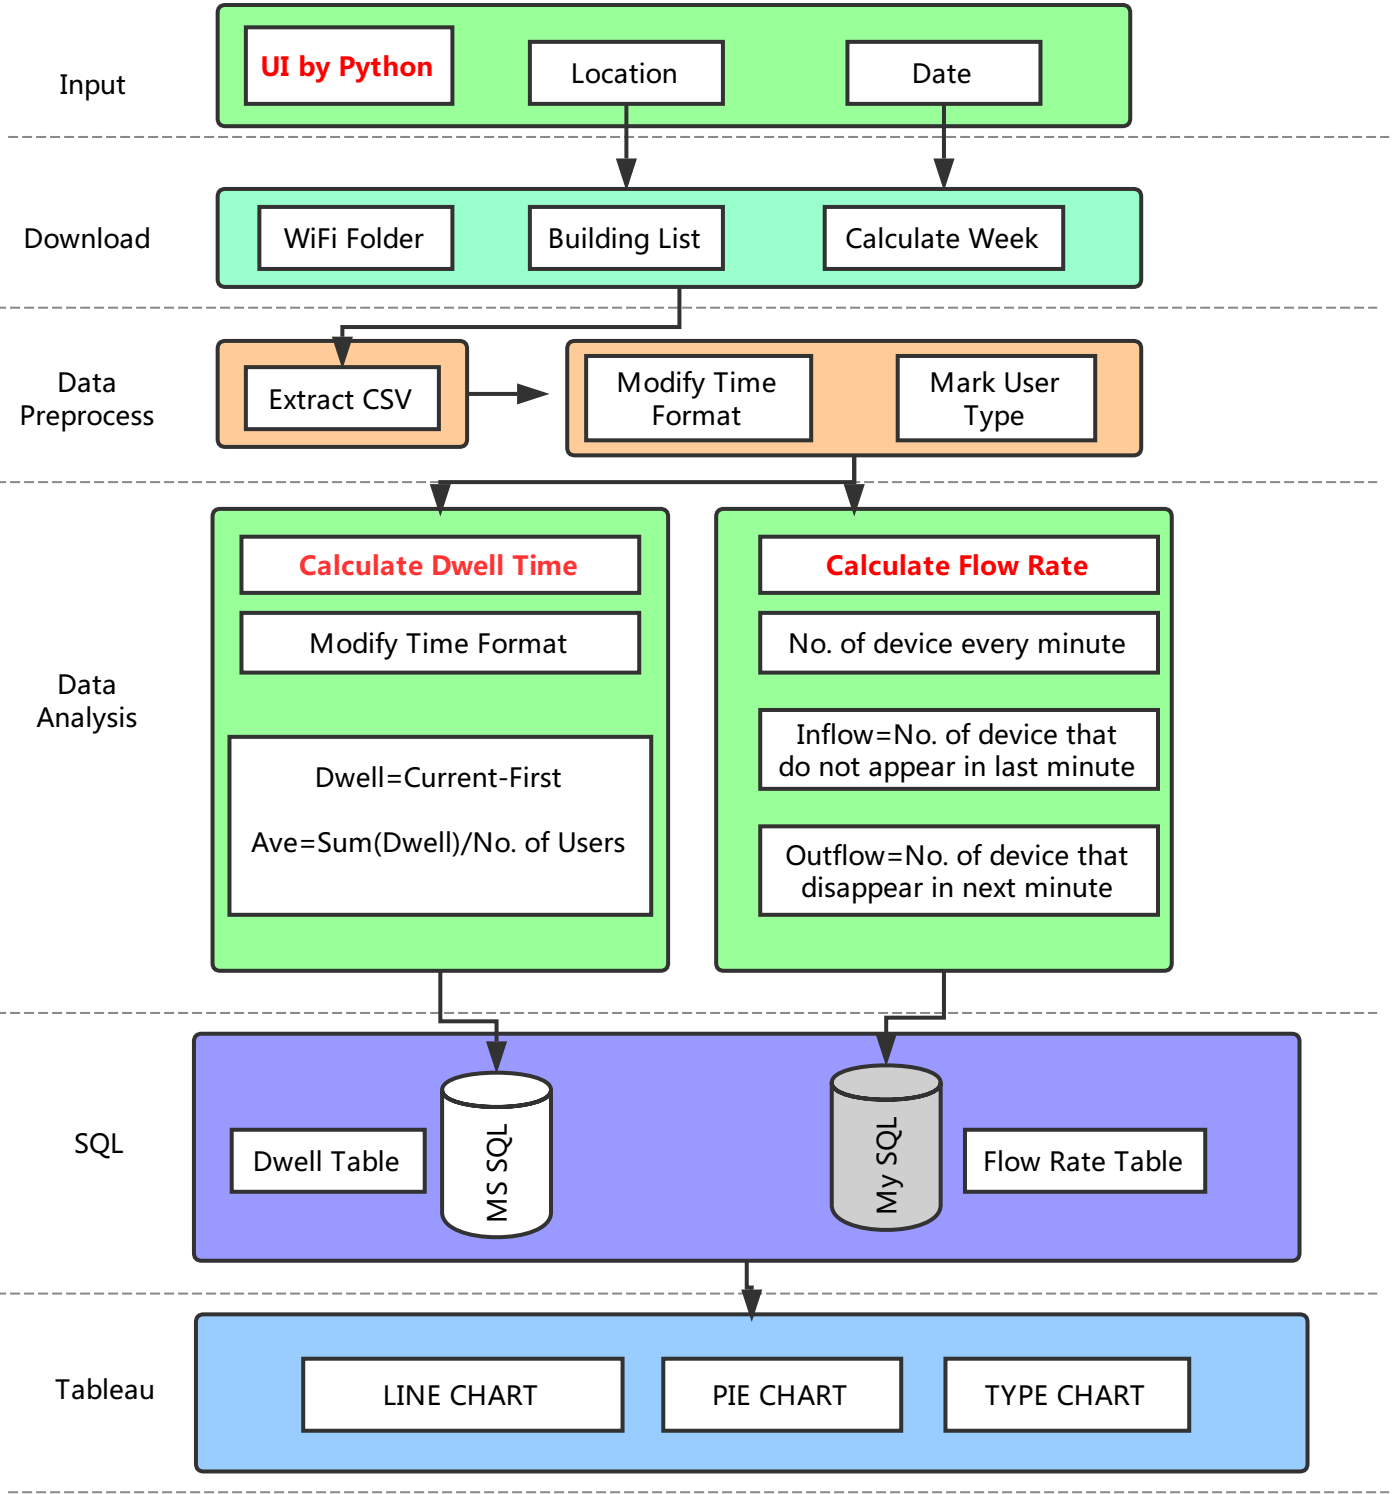 Input
UI by Python
Location
Date
Download
WiFi Folder
Building List
Calculate Week
Data
Preprocess
Extract CSV
Modify Time
Format
Mark User
Type
Data
Analysis
Calculate Dwell Time
Modify Time Format
Dwell=Current-First
Ave=Sum(Dwell)/No. of Users
Calculate Flow Rate
No. of device every minute
Inflow=No. of device that
do not appear in last minute
Outflow=No. of device that
disappear in next minute
SQL
Dwell Table
MS SQL
My SQL
Flow Rate Table
Tableau
LINE CHART
PIE CHART
TYPE CHART